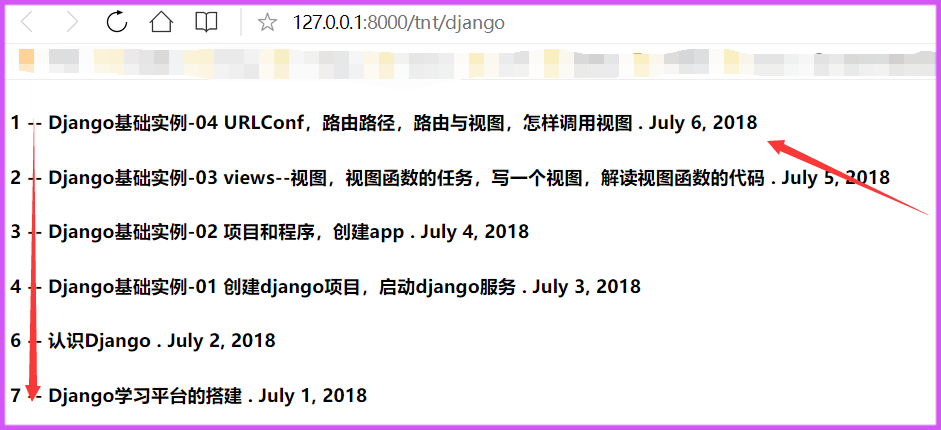 127.0.0.1:8000/tnt/django
1 -- Django基础实例-04 URLConf，路由路径，路由与视图，怎样调用视图 . July 6, 2018
2 -- Django基础实例-03 views--视图，视图函数的任务，写一个视图，解读视图函数的代码 . July 5, 2018
3 -- Django基础实例-02 项目和程序，创建app . July 4, 2018
4 -- Django基础实例-01 创建django项目，启动django服务 . July 3, 2018
6 -- 认识Django . July 2, 2018
7 -- Django学习平台的搭建 . July 1, 2018